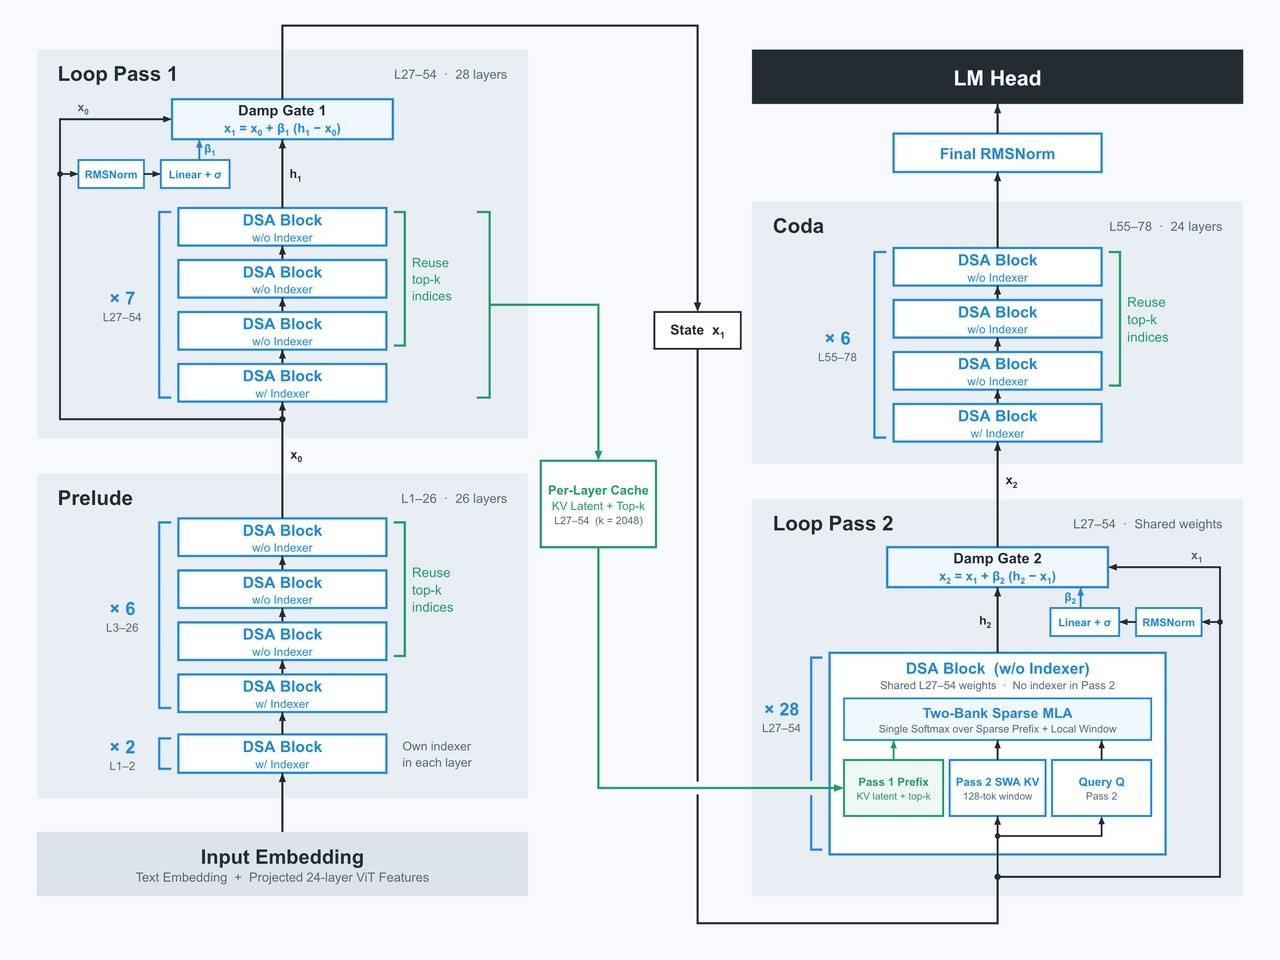 Loop Pass 1
L27–54 · 28 layers
x₀
Damp Gate 1
x₁ = x₀ + β₁ (h₁ − x₀)
β₁
RMSNorm
Linear + σ
h₁
DSA Block
w/o Indexer
DSA Block
w/o Indexer
DSA Block
w/o Indexer
DSA Block
w/ Indexer
× 7
L27–54
Reuse
top-k
indices
x₀
Prelude
L1–26 · 26 layers
DSA Block
w/o Indexer
DSA Block
w/o Indexer
DSA Block
w/o Indexer
DSA Block
w/ Indexer
× 6
L3–26
Reuse
top-k
indices
× 2
L1–2
DSA Block
w/ Indexer
Own indexer
in each layer
Input Embedding
Text Embedding + Projected 24-layer ViT Features
Per-Layer Cache
KV Latent + Top-k
L27–54 (k = 2048)
State x₁
LM Head
Final RMSNorm
Coda
L55–78 · 24 layers
DSA Block
w/o Indexer
DSA Block
w/o Indexer
DSA Block
w/o Indexer
DSA Block
w/ Indexer
× 6
L55–78
Reuse
top-k
indices
x₂
Loop Pass 2
L27–54 · Shared weights
Damp Gate 2
x₂ = x₁ + β₂ (h₂ − x₁)
x₁
β₂
Linear + σ
RMSNorm
h₂
× 28
L27–54
DSA Block (w/o Indexer)
Shared L27–54 weights · No indexer in Pass 2
Two-Bank Sparse MLA
Single Softmax over Sparse Prefix + Local Window
Pass 1 Prefix
KV latent + top-k
Pass 2 SWA KV
128-tok window
Query Q
Pass 2